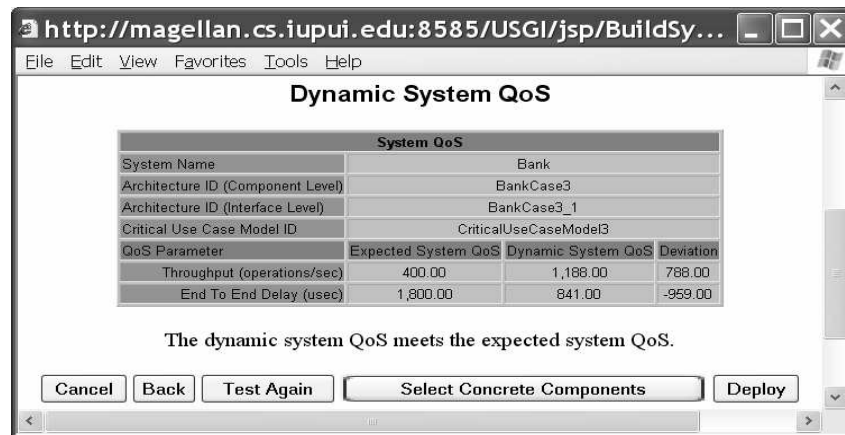 http://magellan.cs.iupui.edu:8585/USGI/jsp/BuildSy...
File Edit View Favorites Tools Help
Dynamic System QoS
System QoS
System Name Bank
Architecture ID (Component Level) BankCase3
Architecture ID (Interface Level) BankCase3_1
Critical Use Case Model ID CriticalUseCaseModel3
QoS Parameter Expected System QoS Dynamic System QoS Deviation
Throughput (operations/sec) 400.00 1,188.00 788.00
End To End Delay (usec) 1,800.00 841.00 -959.00
The dynamic system QoS meets the expected system QoS.
Cancel Back Test Again Select Concrete Components Deploy